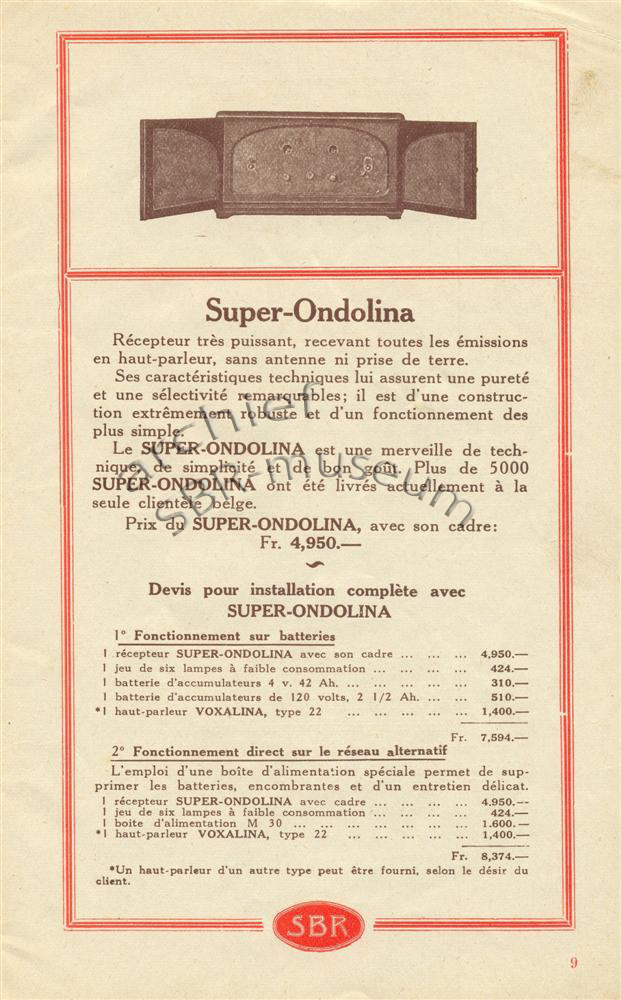 Super-Ondolina
Récepteur très puissant, recevant toutes les émissions
en haut-parleur, sans antenne ni prise de terre.
Ses caractéristiques techniques lui assurent une pureté
et une sélectivité remarquables; il est d'une construc-
tion extrêmement robuste et d'un fonctionnement des
plus simple.
Le SUPER-ONDOLINA est une merveille de tech-
nique, de simplicité et de bon goût. Plus de 5000
SUPER-ONDOLINA ont été livrés actuellement à la
seule clientèle belge.
Prix du SUPER-ONDOLINA, avec son cadre:
Fr. 4,950.—
archief
SBR-museum
Devis pour installation complète avec
SUPER-ONDOLINA
1° Fonctionnement sur batteries
1 récepteur SUPER-ONDOLINA avec son cadre ... ... ... 4,950.—
1 jeu de six lampes à faible consommation ... ... ... ... 424.—
1 batterie d'accumulateurs 4 v. 42 Ah. ... ... ... ... ... 310.—
1 batterie d'accumulateurs de 120 volts, 2 1/2 Ah. ... ... 510.—
*1 haut-parleur VOXALINA, type 22 ... ... ... ... ... 1,400.—
Fr. 7,594.—
2° Fonctionnement direct sur le réseau alternatif
L'emploi d'une boîte d'alimentation spéciale permet de sup-
primer les batteries, encombrantes et d'un entretien délicat.
1 récepteur SUPER-ONDOLINA avec cadre ... ... ... ... 4.950.--
1 jeu de six lampes à faible consommation ... ... ... ... 424.—
1 boite d'alimentation M 30 ... ... ... ... ... ... ... ... 1.600.—
*1 haut-parleur VOXALINA, type 22 ... ... ... ... ... 1,400.—
Fr. 8,374.—
*Un haut-parleur d'un autre type peut être fourni, selon le désir du
client.
SBR
9